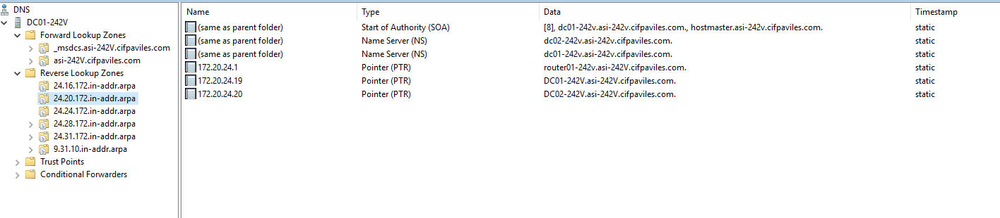 DNS
DC01-242V
Forward Lookup Zones
_msdcs.asi-242V.cifpaviles.com
asi-242V.cifpaviles.com
Reverse Lookup Zones
24.16.172.in-addr.arpa
24.20.172.in-addr.arpa
24.24.172.in-addr.arpa
24.28.172.in-addr.arpa
24.31.172.in-addr.arpa
9.31.10.in-addr.arpa
Trust Points
Conditional Forwarders
Name Type Data Timestamp
(same as parent folder) Start of Authority (SOA) [8], dc01-242v.asi-242v.cifpaviles.com., hostmaster.asi-242v.cifpaviles.com. static
(same as parent folder) Name Server (NS) dc02-242v.asi-242v.cifpaviles.com. static
(same as parent folder) Name Server (NS) dc01-242v.asi-242v.cifpaviles.com. static
172.20.24.1 Pointer (PTR) router01-242v.asi-242V.cifpaviles.com. static
172.20.24.19 Pointer (PTR) DC01-242V.asi-242V.cifpaviles.com. static
172.20.24.20 Pointer (PTR) DC02-242V.asi-242V.cifpaviles.com. static